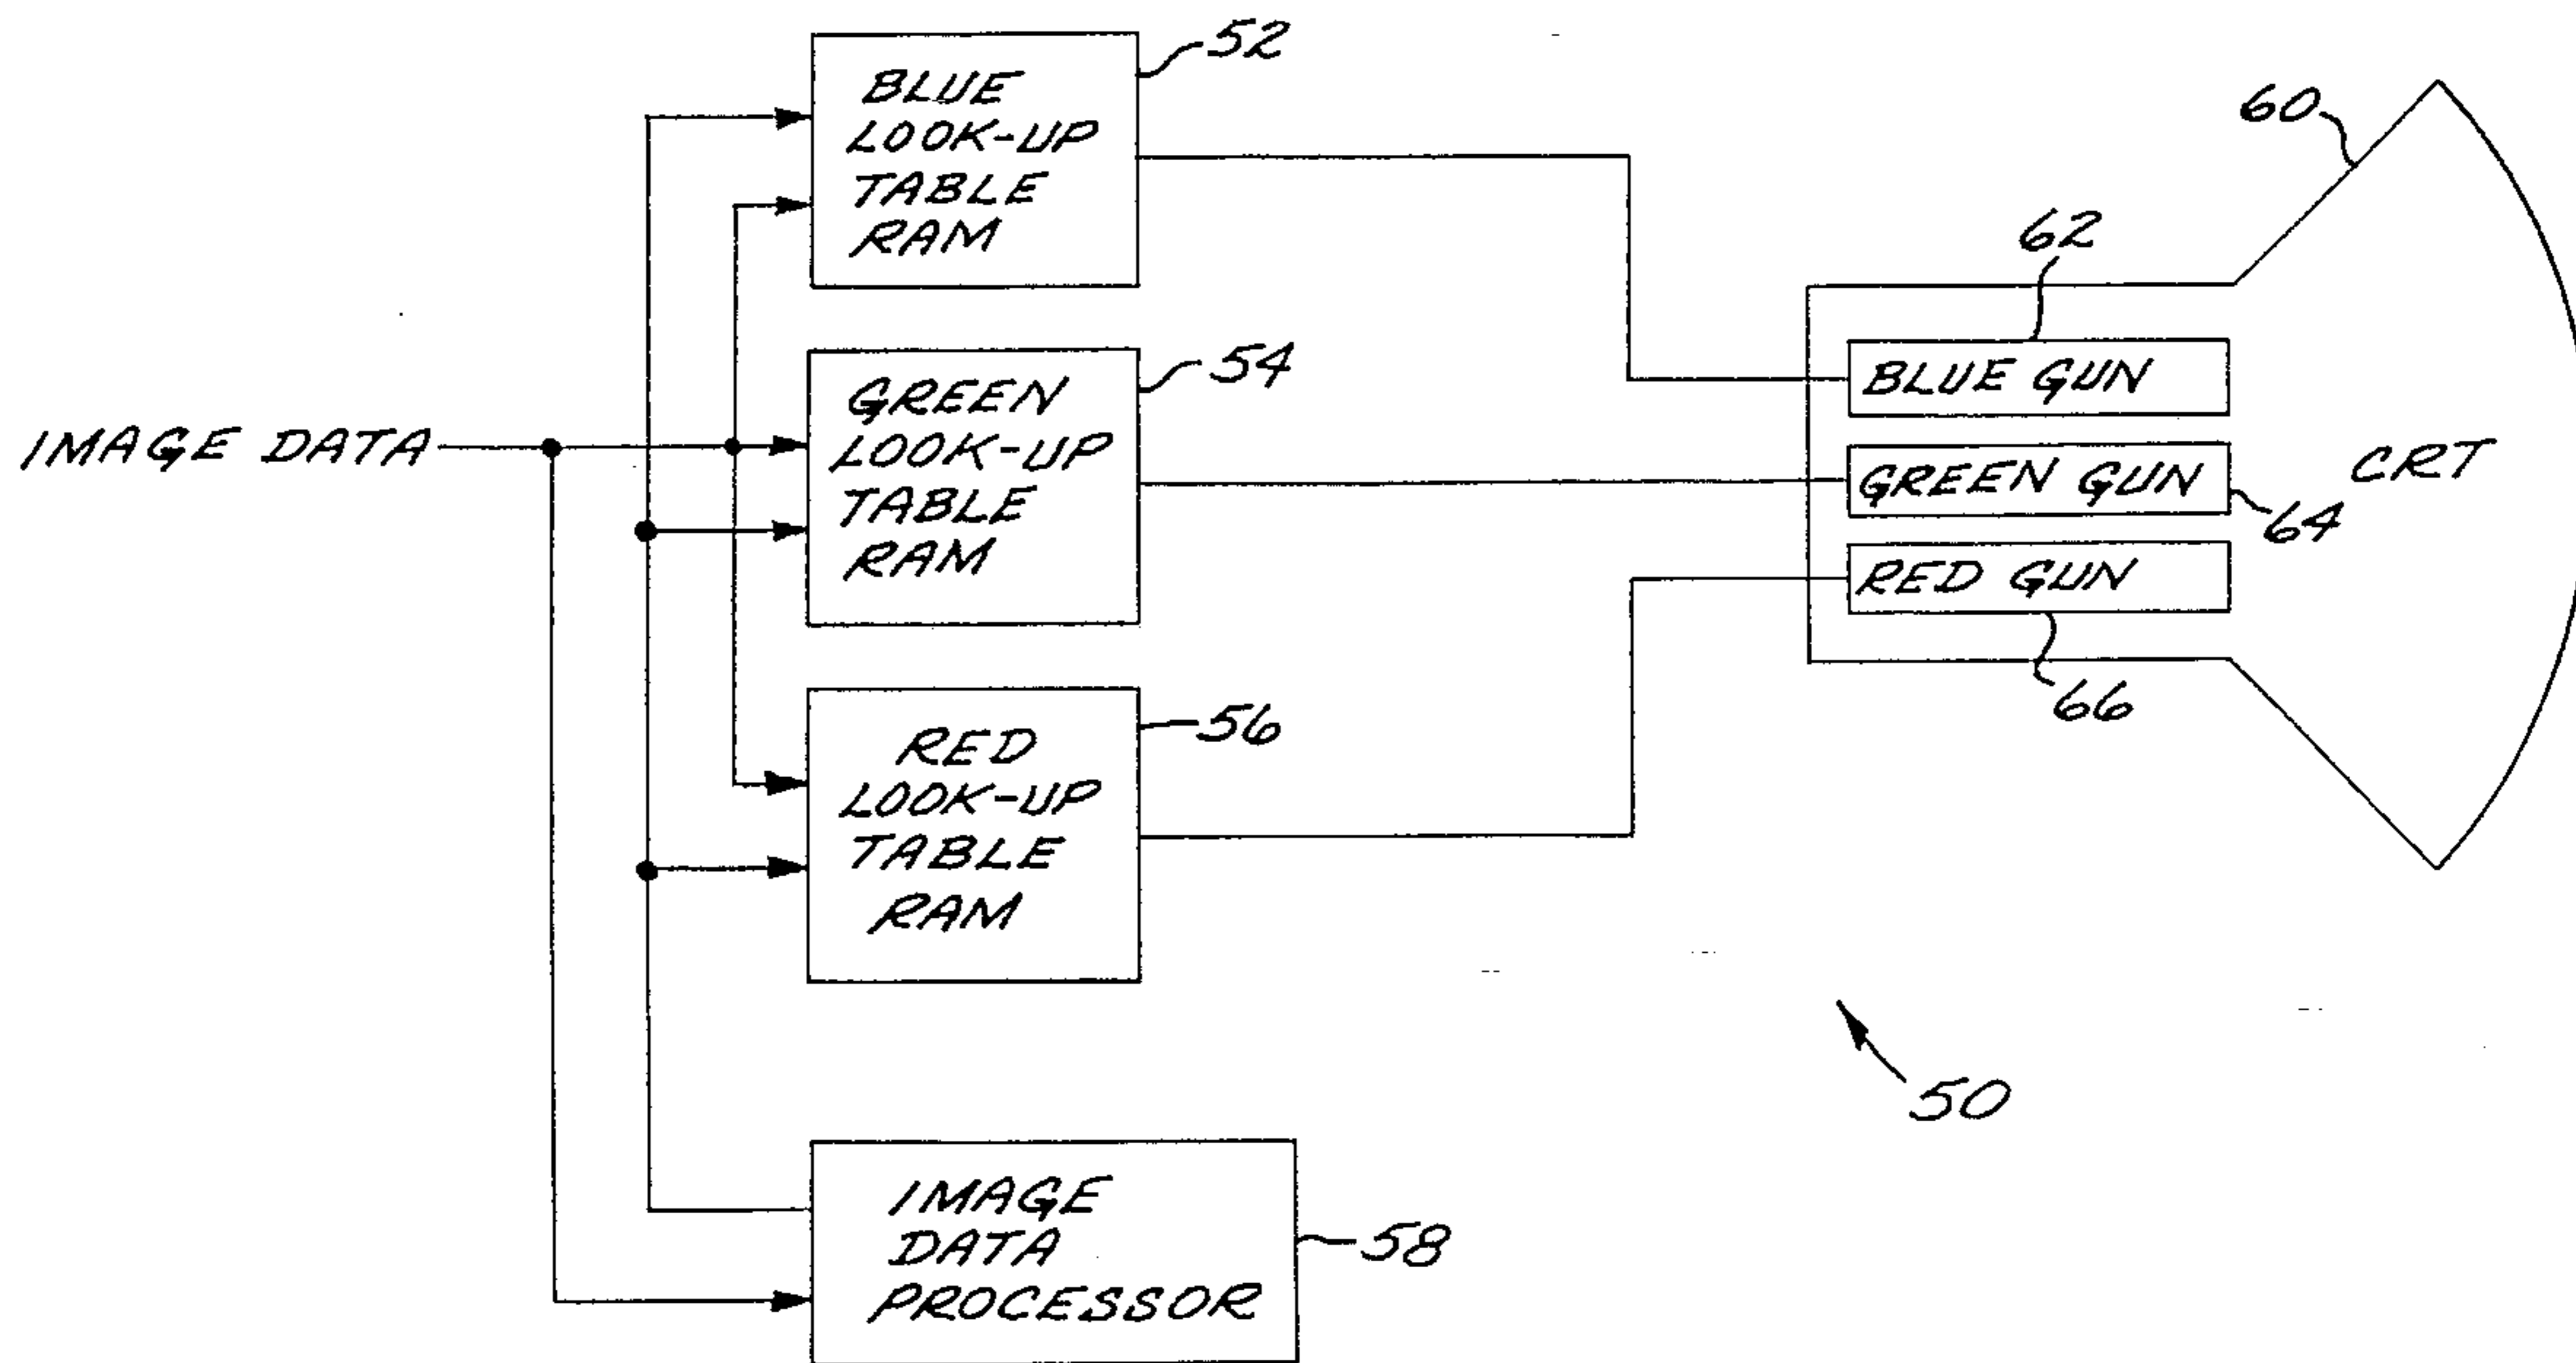 52
BLUE
LOOK-UP
TABLE
RAM
60
62
BLUE GUN
54
GREEN
LOOK-UP
TABLE
RAM
IMAGE DATA
GREEN GUN
CRT
64
RED GUN
66
56
RED
LOOK-UP
TABLE
RAM
50
IMAGE
DATA
PROCESSOR
58